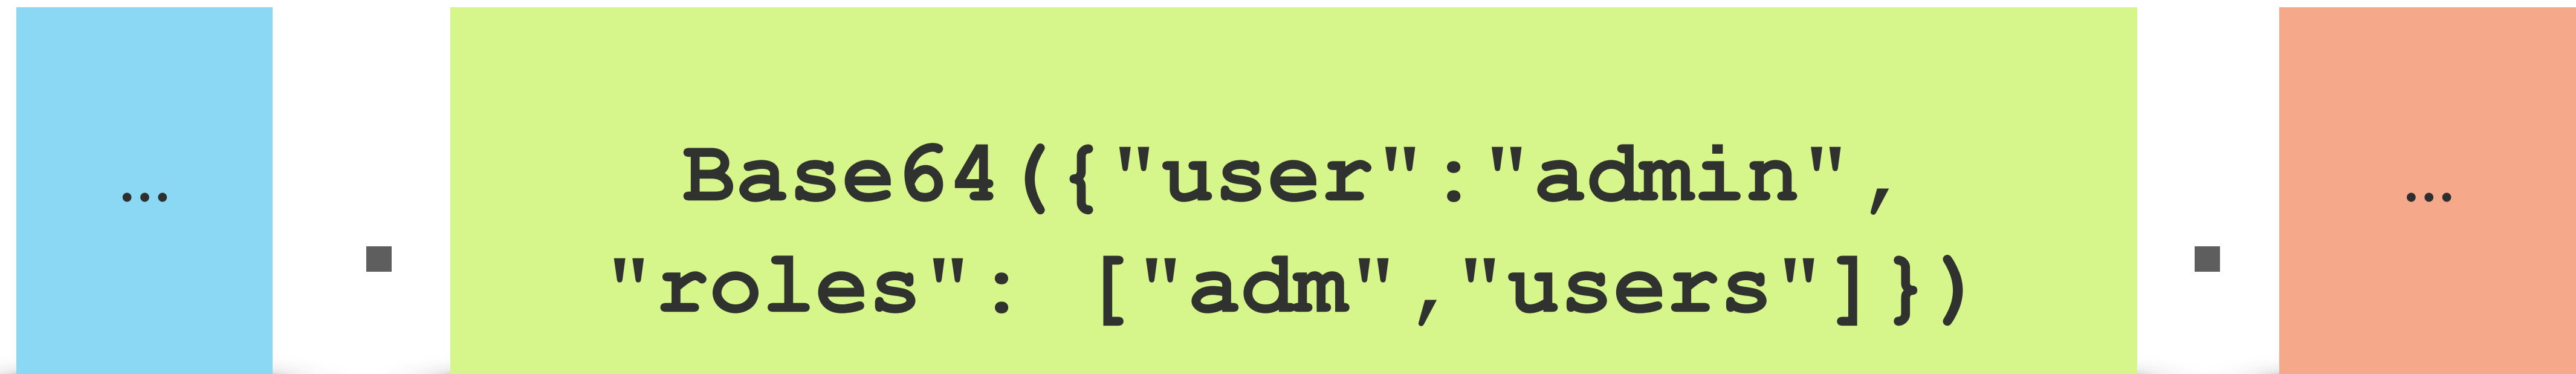 ...
Base64({"user":"admin",
"roles": ["adm","users"]})
...